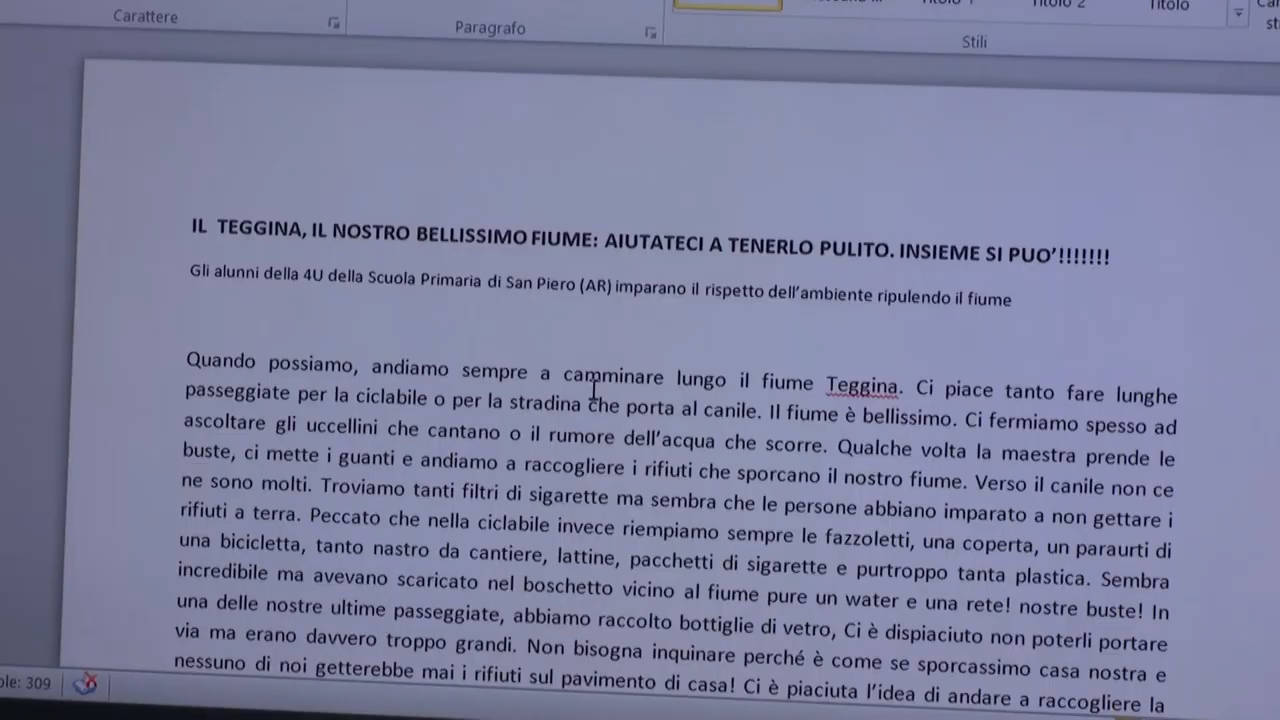 Carattere
Paragrafo
Titolo 2
Titolo
Stili
IL TEGGINA, IL NOSTRO BELLISSIMO FIUME: AIUTATECI A TENERLO PULITO. INSIEME SI PUO'!!!!!!!
Gli alunni della 4U della Scuola Primaria di San Piero (AR) imparano il rispetto dell'ambiente ripulendo il fiume
Quando possiamo, andiamo sempre a camminare lungo il fiume Teggina. Ci piace tanto fare lunghe
passeggiate per la ciclabile o per la stradina che porta al canile. Il fiume è bellissimo. Ci fermiamo spesso ad
ascoltare gli uccellini che cantano o il rumore dell'acqua che scorre. Qualche volta la maestra prende le
buste, ci mette i guanti e andiamo a raccogliere i rifiuti che sporcano il nostro fiume. Verso il canile non ce
ne sono molti. Troviamo tanti filtri di sigarette ma sembra che le persone abbiano imparato a non gettare i
rifiuti a terra. Peccato che nella ciclabile invece riempiamo sempre le fazzoletti, una coperta, un paraurti di
una bicicletta, tanto nastro da cantiere, lattine, pacchetti di sigarette e purtroppo tanta plastica. Sembra
incredibile ma avevano scaricato nel boschetto vicino al fiume pure un water e una rete! nostre buste! In
una delle nostre ultime passeggiate, abbiamo raccolto bottiglie di vetro, Ci è dispiaciuto non poterli portare
via ma erano davvero troppo grandi. Non bisogna inquinare perché è come se sporcassimo casa nostra e
nessuno di noi getterebbe mai i rifiuti sul pavimento di casa! Ci è piaciuta l'idea di andare a raccogliere la
ole: 309